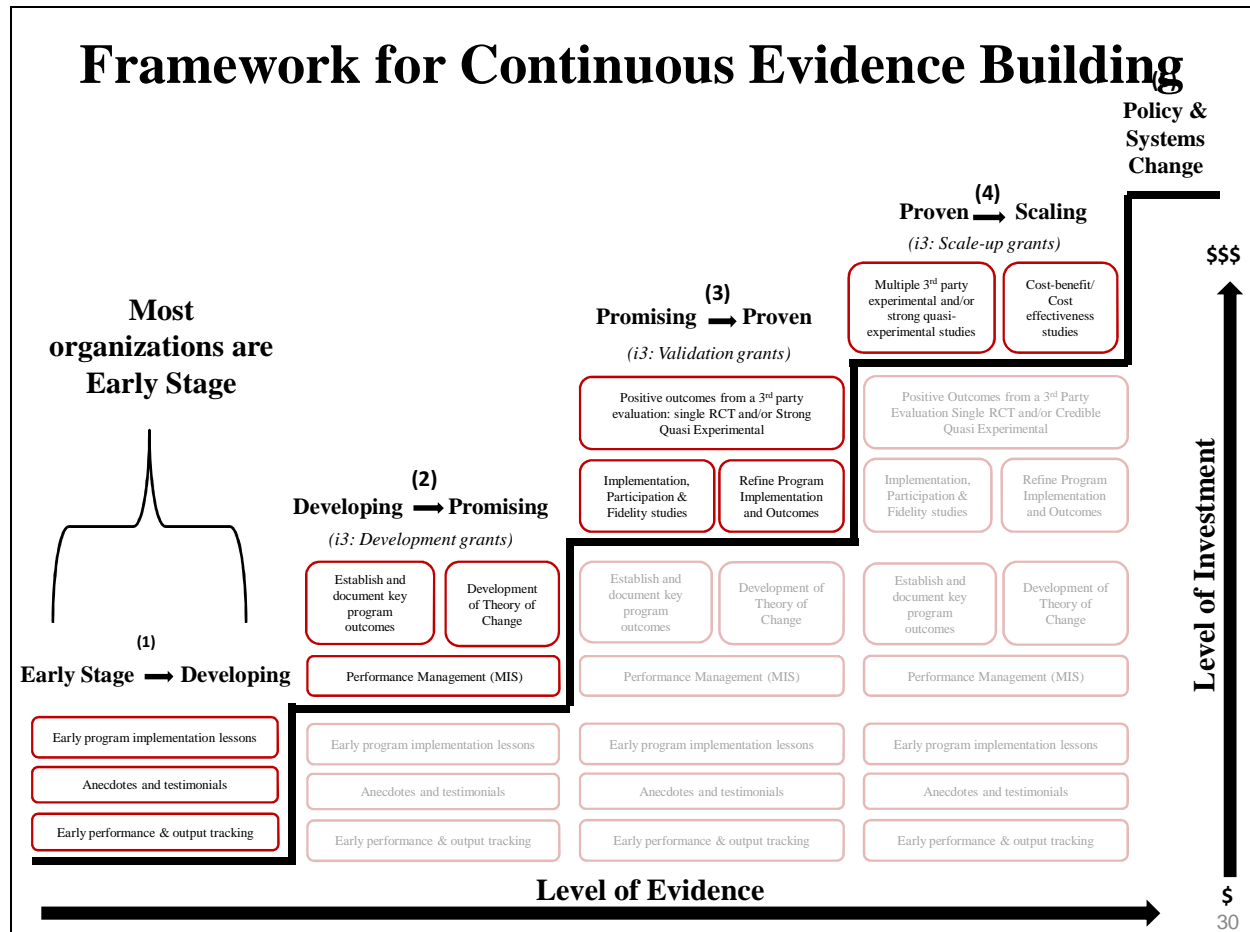 Framework for Continuous Evidence Building
Policy &
Systems
Change
(4)
Proven Scaling
(i3: Scale-up grants)
Multiple 3rd party
experimental and/or
strong quasi-
experimental studies
Cost-benefit/
Cost
effectiveness
studies
$$$
Most
organizations are
Early Stage
(3)
Promising Proven
(i3: Validation grants)
Positive outcomes from a 3rd party
evaluation: single RCT and/or Strong
Quasi Experimental
Implementation,
Participation &
Fidelity studies
Refine Program
Implementation
and Outcomes
Positive Outcomes from a 3rd Party
Evaluation Single RCT and/or Credible
Quasi Experimental
Implementation,
Participation &
Fidelity studies
Refine Program
Implementation
and Outcomes
(2)
Developing Promising
(i3: Development grants)
Establish and
document key
program
outcomes
Development
of Theory of
Change
Performance Management (MIS)
Establish and
document key
program
outcomes
Development of
Theory of
Change
Performance Management (MIS)
Establish and
document key
program
outcomes
Development of
Theory of
Change
Performance Management (MIS)
(1)
Early Stage Developing
Early program implementation lessons
Anecdotes and testimonials
Early performance & output tracking
Early program implementation lessons
Anecdotes and testimonials
Early performance & output tracking
Early program implementation lessons
Anecdotes and testimonials
Early performance & output tracking
Early program implementation lessons
Anecdotes and testimonials
Early performance & output tracking
Level of Investment
Level of Evidence
$
30